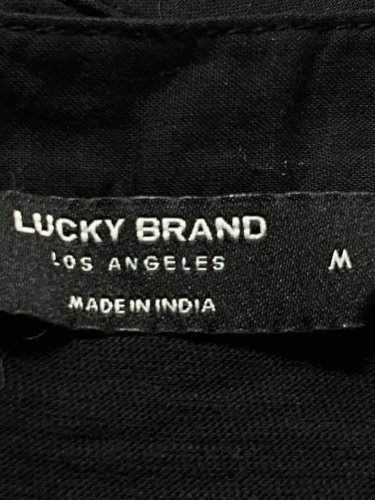 LUCKY BRAND
LOS ANGELES M
MADE IN INDIA